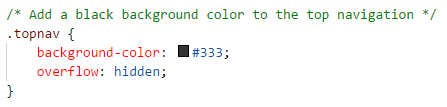 /* Add a black background color to the top navigation */
.topnav {
    background-color: #333;
    overflow: hidden;
}